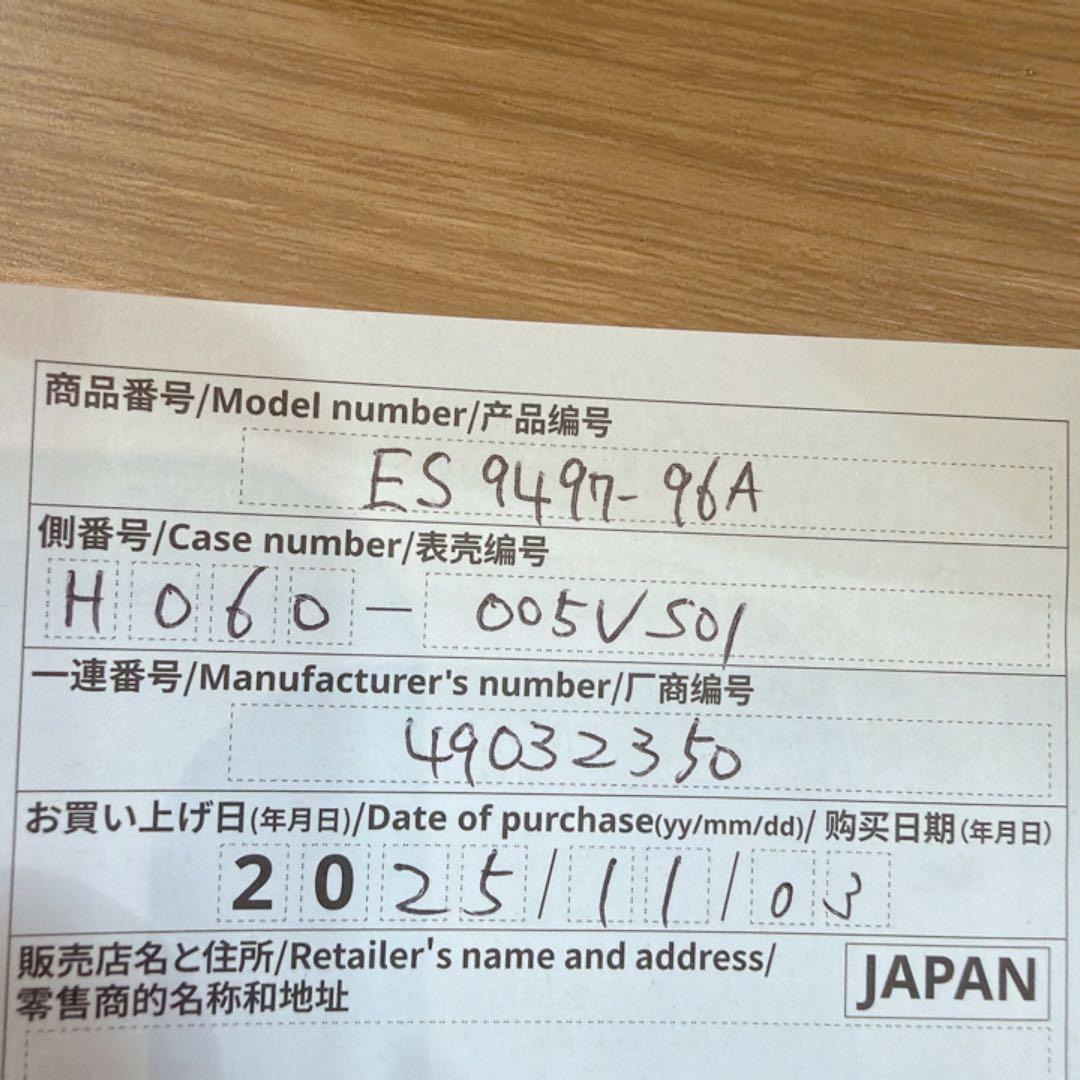 商品番号/Model number/产品编号
ES9497-96A
側番号/Case number/表壳编号
H060-005VS01
一連番号/Manufacturer's number/厂商编号
49032350
お買い上げ日(年月日)/Date of purchase(yy/mm/dd)/购买日期(年月日)
2025/11/03
販売店名と住所/Retailer's name and address/
零售商的名称和地址
JAPAN